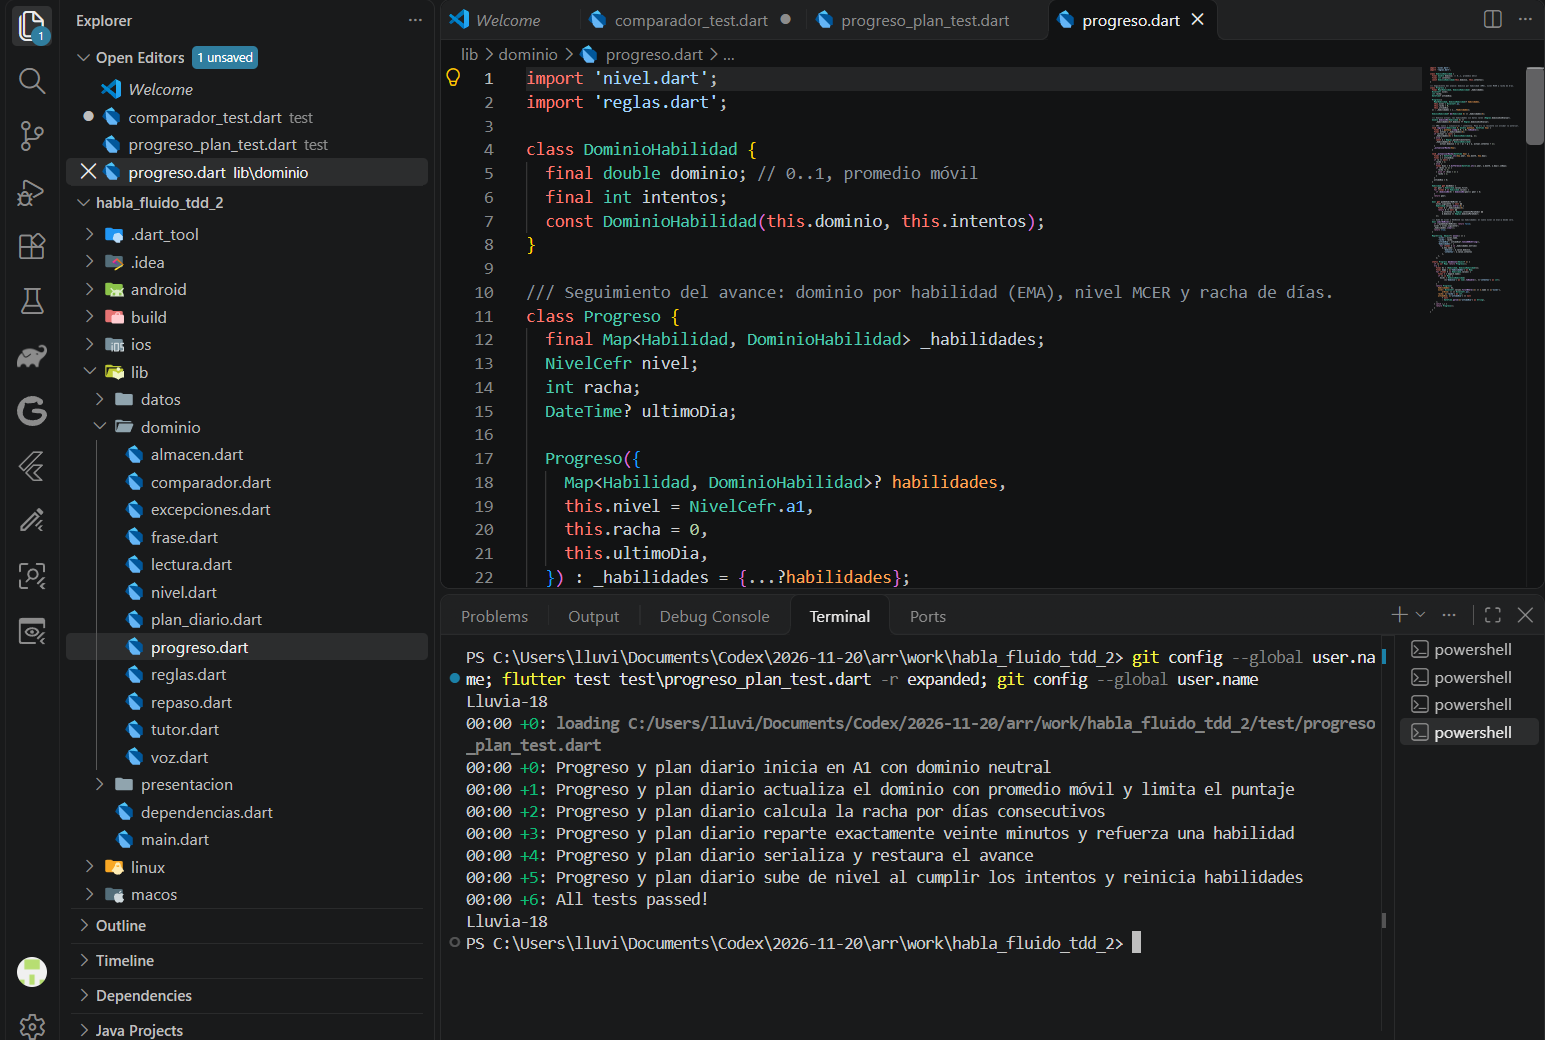 Explorer
Open Editors 1 unsaved
Welcome
comparador_test.dart test
progreso_plan_test.dart test
progreso.dart lib\dominio
habla_fluido_tdd_2
.dart_tool
.idea
android
build
ios
lib
datos
dominio
almacen.dart
comparador.dart
excepciones.dart
frase.dart
lectura.dart
nivel.dart
plan_diario.dart
progreso.dart
reglas.dart
repaso.dart
tutor.dart
voz.dart
presentacion
dependencias.dart
main.dart
linux
macos
Outline
Timeline
Dependencies
Java Projects
1
Welcome comparador_test.dart progreso_plan_test.dart progreso.dart
lib > dominio > progreso.dart > ...
1 import 'nivel.dart';
2 import 'reglas.dart';
3
4 class DominioHabilidad {
5 final double dominio; // 0..1, promedio móvil
6 final int intentos;
7 const DominioHabilidad(this.dominio, this.intentos);
8 }
9
10 /// Seguimiento del avance: dominio por habilidad (EMA), nivel MCER y racha de días.
11 class Progreso {
12 final Map<Habilidad, DominioHabilidad> _habilidades;
13 NivelCefr nivel;
14 int racha;
15 DateTime? ultimoDia;
16
17 Progreso({
18 Map<Habilidad, DominioHabilidad>? habilidades,
19 this.nivel = NivelCefr.a1,
20 this.racha = 0,
21 this.ultimoDia,
22 }) : _habilidades = {...?habilidades};
Problems Output Debug Console Terminal Ports
PS C:\Users\lluvi\Documents\Codex\2026-11-20\arr\work\habla_fluido_tdd_2> git config --global user.na
me; flutter test test\progreso_plan_test.dart -r expanded; git config --global user.name
Lluvia-18
00:00 +0: loading C:/Users/lluvi/Documents/Codex/2026-11-20/arr/work/habla_fluido_tdd_2/test/progreso
_plan_test.dart
00:00 +0: Progreso y plan diario inicia en A1 con dominio neutral
00:00 +1: Progreso y plan diario actualiza el dominio con promedio móvil y limita el puntaje
00:00 +2: Progreso y plan diario calcula la racha por días consecutivos
00:00 +3: Progreso y plan diario reparte exactamente veinte minutos y refuerza una habilidad
00:00 +4: Progreso y plan diario serializa y restaura el avance
00:00 +5: Progreso y plan diario sube de nivel al cumplir los intentos y reinicia habilidades
00:00 +6: All tests passed!
Lluvia-18
PS C:\Users\lluvi\Documents\Codex\2026-11-20\arr\work\habla_fluido_tdd_2>
powershell
powershell
powershell
powershell